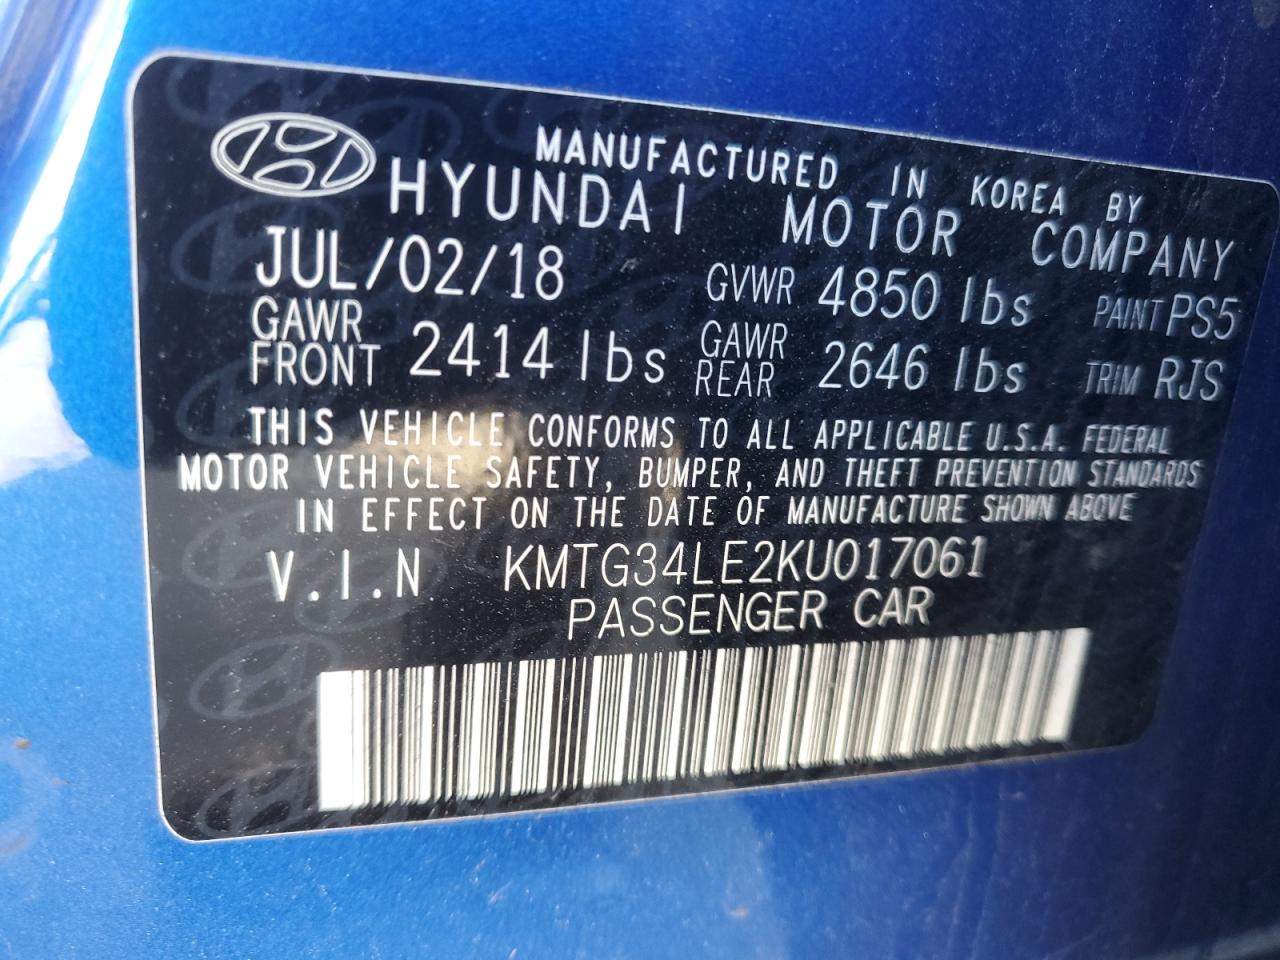 MANUFACTURED IN KOREA BY
HYUNDAI MOTOR COMPANY
JUL/02/18 GVWR 4850 lbs PAINT PS5
GAWR FRONT 2414 lbs GAWR REAR 2646 lbs TRIM RJS
THIS VEHICLE CONFORMS TO ALL APPLICABLE U.S.A. FEDERAL
MOTOR VEHICLE SAFETY, BUMPER, AND THEFT PREVENTION STANDARDS
IN EFFECT ON THE DATE OF MANUFACTURE SHOWN ABOVE
V.I.N KMTG34LE2KU017061
PASSENGER CAR